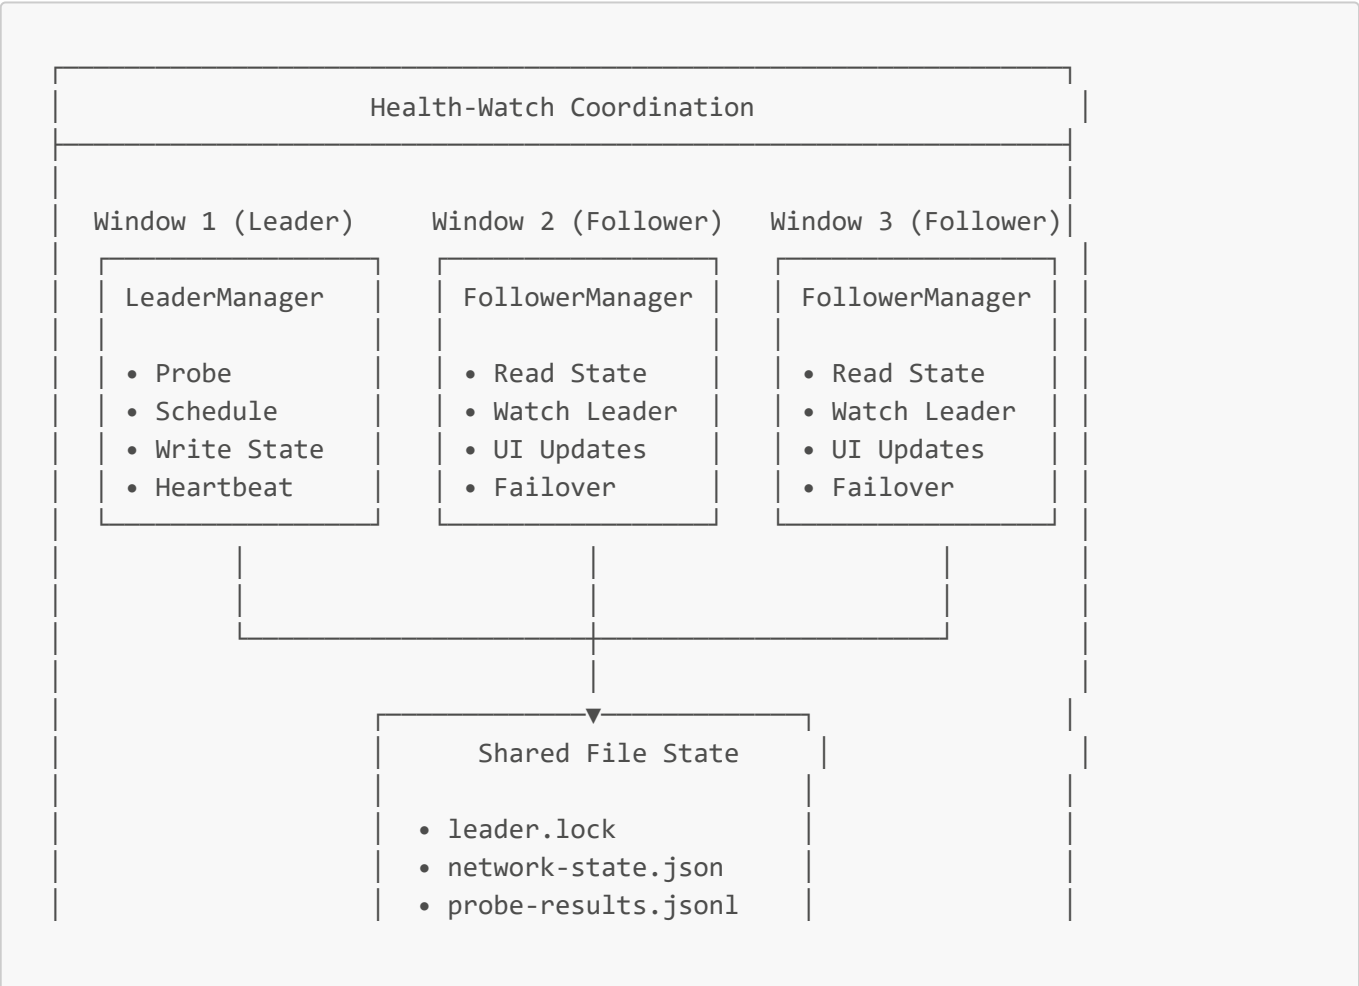 Health-Watch Coordination
Window 1 (Leader) Window 2 (Follower) Window 3 (Follower)
LeaderManager FollowerManager FollowerManager
• Probe • Read State • Read State
• Schedule • Watch Leader • Watch Leader
• Write State • UI Updates • UI Updates
• Heartbeat • Failover • Failover
Shared File State
• leader.lock
• network-state.json
• probe-results.jsonl